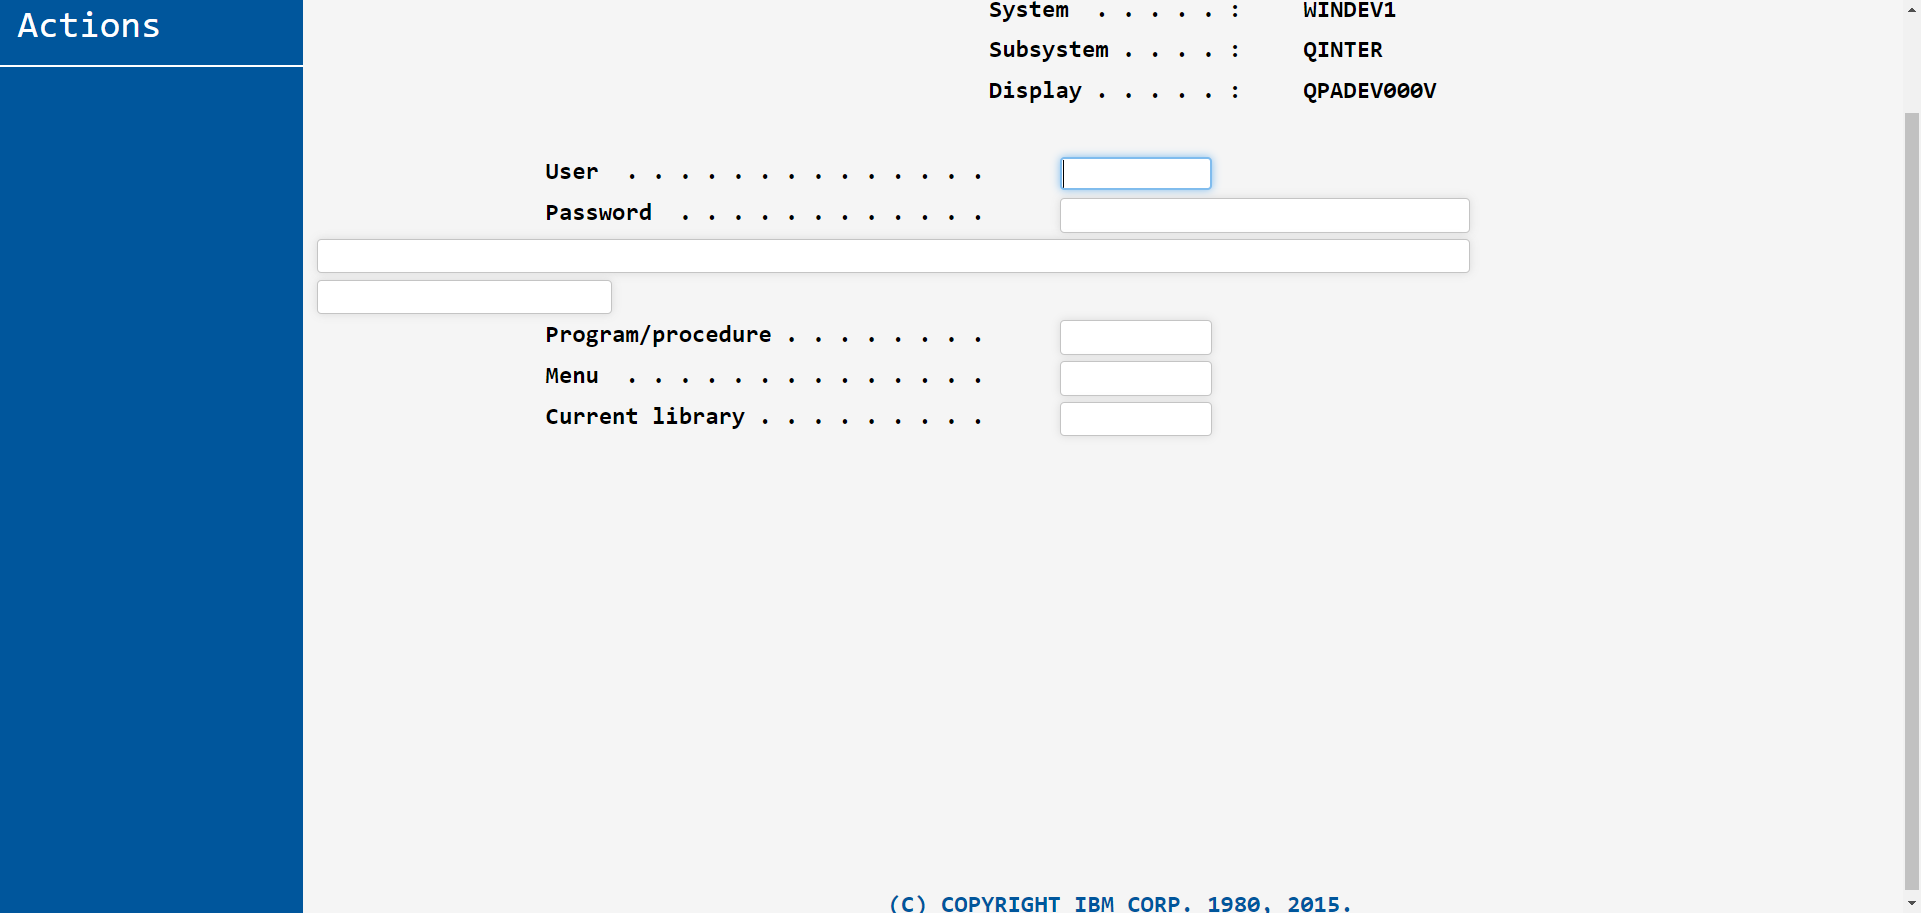 Actions
System  . . . . . :    WINDEV1
Subsystem . . . . :    QINTER
Display . . . . . :    QPADEV000V
User  . . . . . . . . . . . . . .
Password  . . . . . . . . . . . .
Program/procedure . . . . . . . .
Menu  . . . . . . . . . . . . . .
Current library . . . . . . . . .
(C) COPYRIGHT IBM CORP. 1980, 2015.